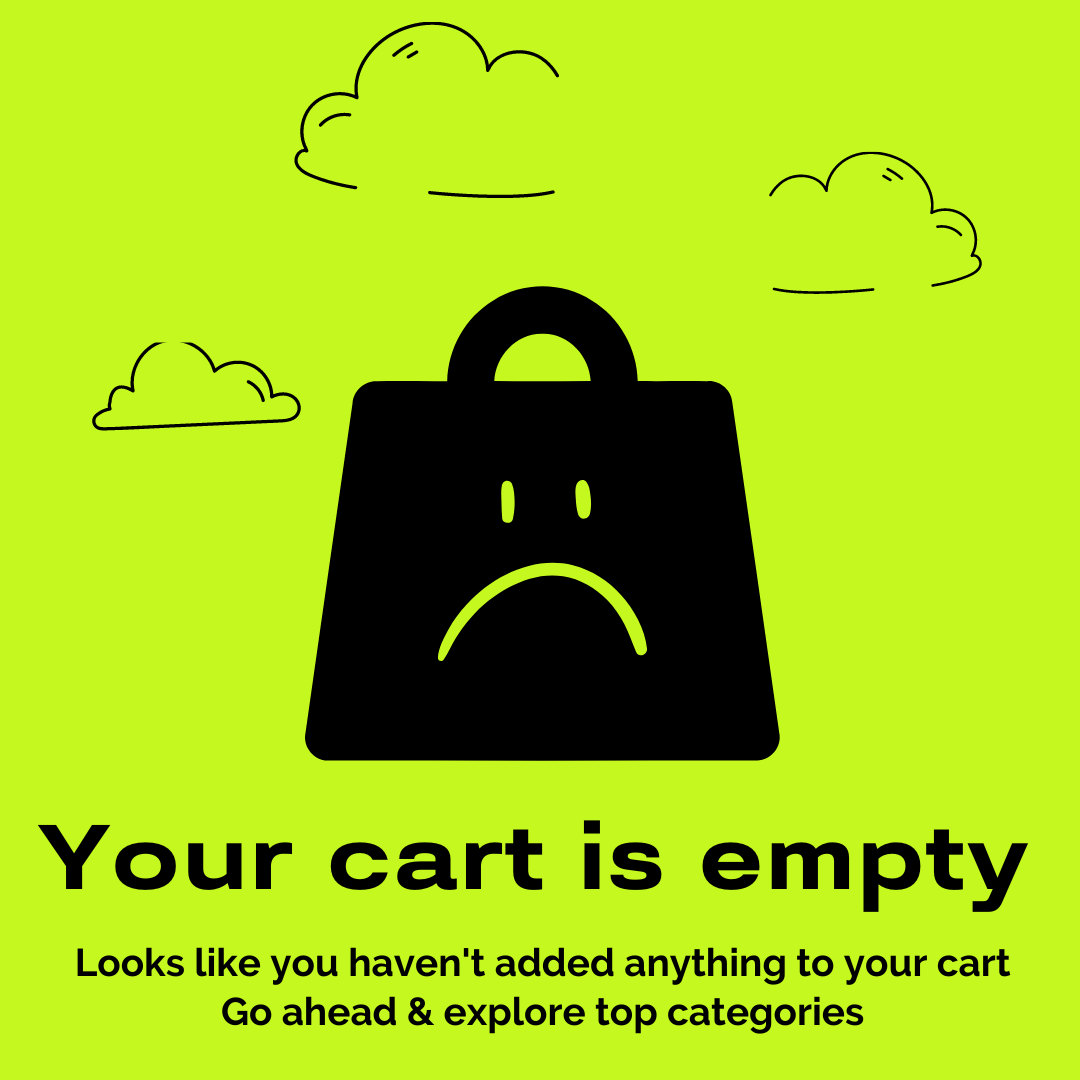 Your cart is empty
Looks like you haven't added anything to your cart
Go ahead & explore top categories